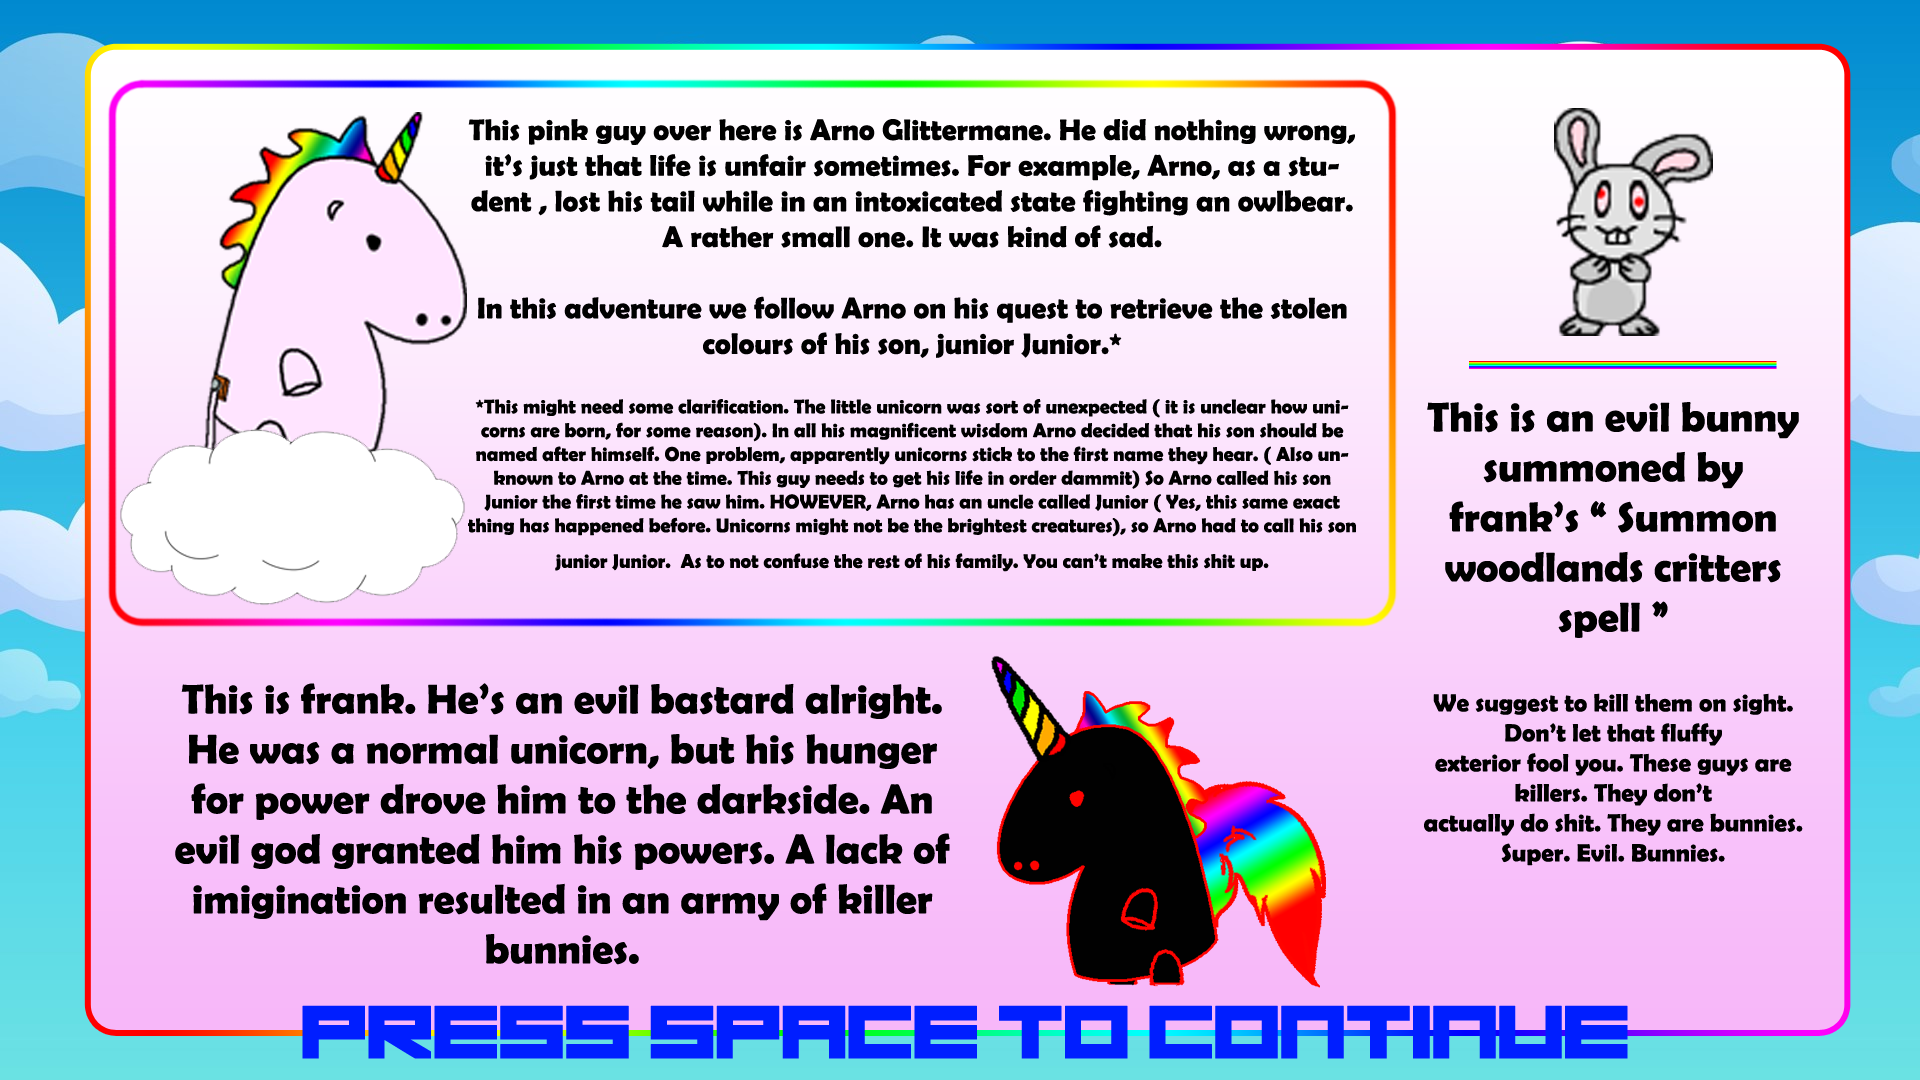 This pink guy over here is Arno Glittermane. He did nothing wrong,
it's just that life is unfair sometimes. For example, Arno, as a stu-
dent , lost his tail while in an intoxicated state fighting an owlbear.
A rather small one. It was kind of sad.
In this adventure we follow Arno on his quest to retrieve the stolen
colours of his son, junior Junior.*
*This might need some clarification. The little unicorn was sort of unexpected ( it is unclear how uni-
corns are born, for some reason). In all his magnificent wisdom Arno decided that his son should be
named after himself. One problem, apparently unicorns stick to the first name they hear. ( Also un-
known to Arno at the time. This guy needs to get his life in order dammit) So Arno called his son
Junior the first time he saw him. HOWEVER, Arno has an uncle called Junior ( Yes, this same exact
thing has happened before. Unicorns might not be the brightest creatures), so Arno had to call his son
junior Junior.  As to not confuse the rest of his family. You can't make this shit up.
This is an evil bunny
summoned by
frank's “ Summon
woodlands critters
spell ”
We suggest to kill them on sight.
Don't let that fluffy
exterior fool you. These guys are
killers. They don't
actually do shit. They are bunnies.
Super. Evil. Bunnies.
This is frank. He's an evil bastard alright.
He was a normal unicorn, but his hunger
for power drove him to the darkside. An
evil god granted him his powers. A lack of
imigination resulted in an army of killer
bunnies.
PRESS SPACE TO CONTINUE